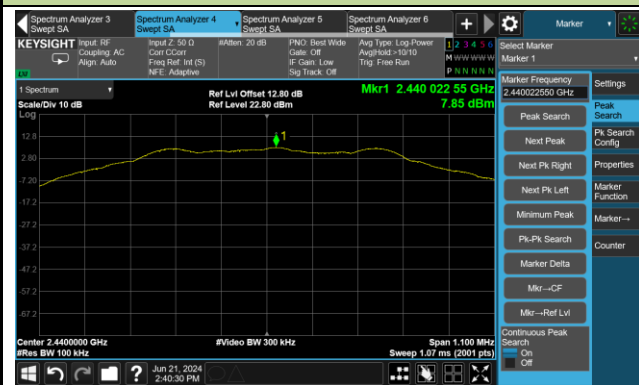 Spectrum Analyzer 3
Swept SA
Spectrum Analyzer 4
Swept SA
Spectrum Analyzer 5
Swept SA
Spectrum Analyzer 6
Swept SA
+
Marker
KEYSIGHT
Input: RF
Coupling: AC
Align: Auto
Input Z: 50 Ω
Corr CCorr
Freq Ref: Int (S)
NFE: Adaptive
#Atten: 20 dB
PNO: Best Wide
Gate: Off
IF Gain: Low
Sig Track: Off
Avg Type: Log-Power
Avg|Hold:>10/10
Trig: Free Run
1 2 3 4 5 6
M W W W W W
P N N N N N
Select Marker
Marker 1
Marker Frequency
2.440022550 GHz
Settings
Peak Search
Next Peak
Next Pk Right
Next Pk Left
Minimum Peak
Pk-Pk Search
Marker Delta
Mkr→CF
Mkr→Ref Lvl
Continuous Peak
Search
On
Off
Peak
Search
Pk Search
Config
Properties
Marker
Function
Marker→
Counter
1 Spectrum
Scale/Div 10 dB
Log
Ref Lvl Offset 12.80 dB
Ref Level 22.80 dBm
Mkr1 2.440 022 55 GHz
7.85 dBm
1
12.8
2.80
-7.20
-17.2
-27.2
-37.2
-47.2
-57.2
-67.2
Center 2.4400000 GHz
#Res BW 100 kHz
#Video BW 300 kHz
Span 1.100 MHz
Sweep 1.07 ms (2001 pts)
?
Jun 21, 2024
2:40:30 PM